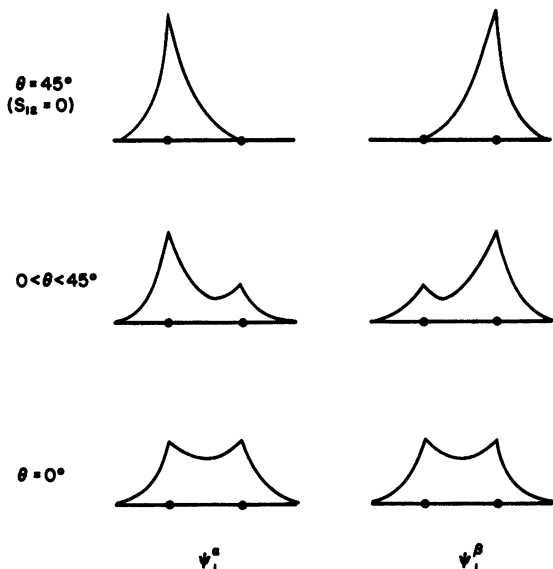 θ = 45°
(S₁₂ = 0)
0 < θ < 45°
θ = 0°
ψ₁^α ψ₁^β